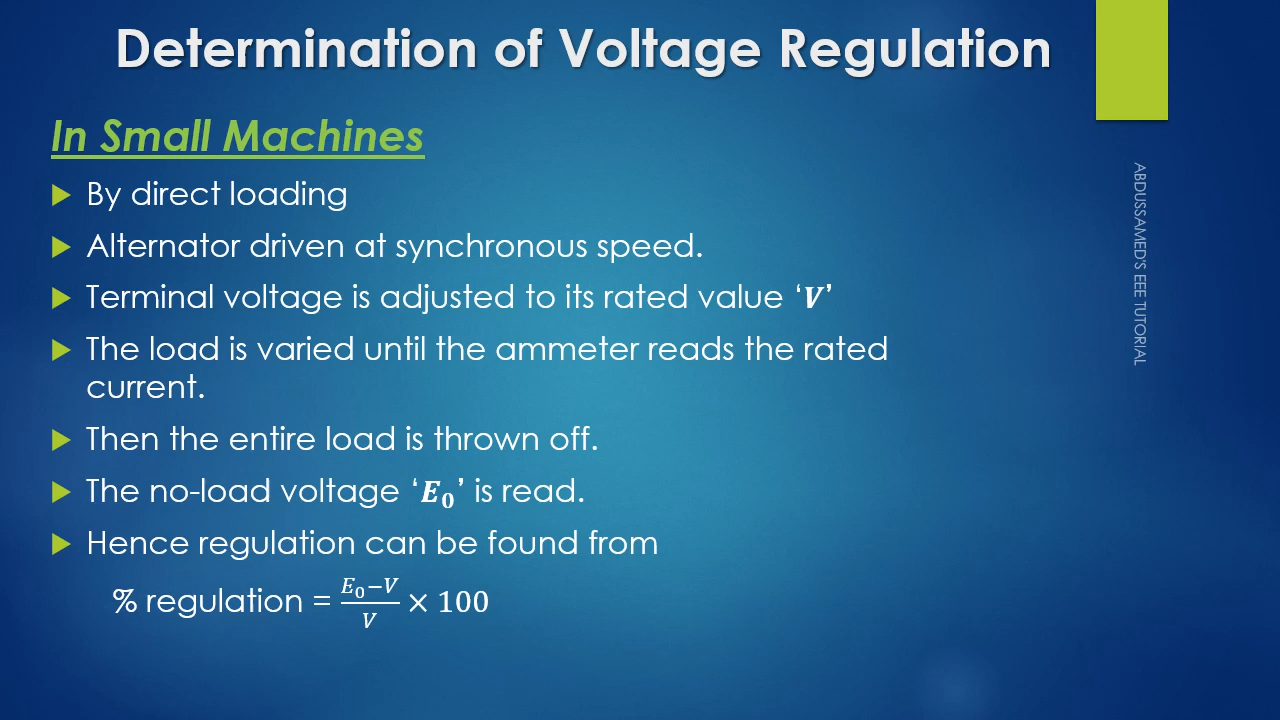 Determination of Voltage Regulation
In Small Machines
By direct loading
Alternator driven at synchronous speed.
Terminal voltage is adjusted to its rated value ‘V’
The load is varied until the ammeter reads the rated
current.
Then the entire load is thrown off.
The no-load voltage ‘E₀’ is read.
Hence regulation can be found from
% regulation = (E₀−V)/V × 100
ABDUSSAMED'S EEE TUTORIAL